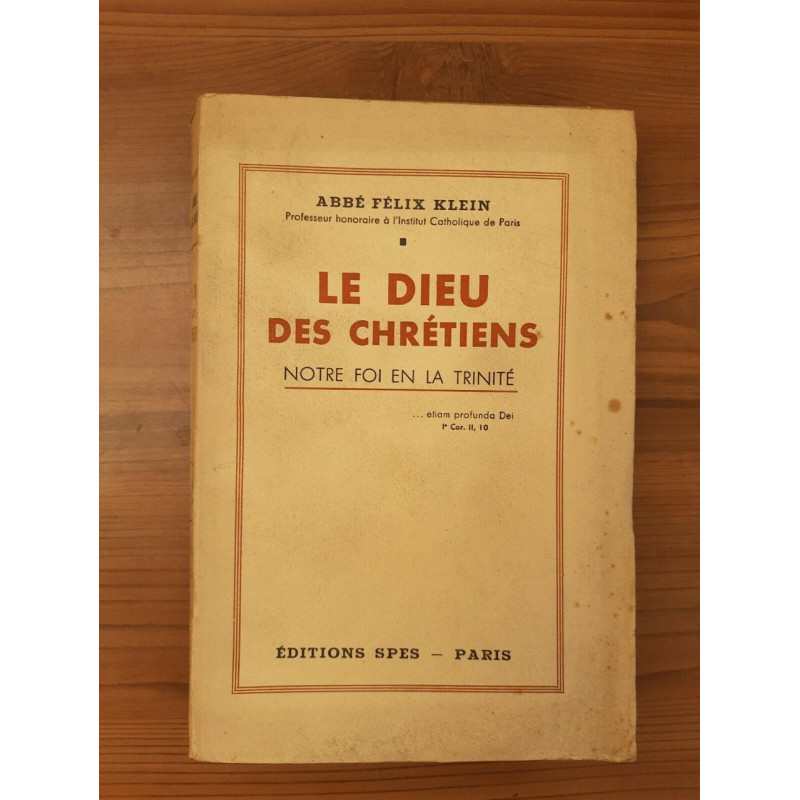 ABBÉ FÉLIX KLEIN
Professeur honoraire à l'Institut Catholique de Paris
LE DIEU
DES CHRÉTIENS
NOTRE FOI EN LA TRINITÉ
... etiam profunda Dei
Iª Cor. II, 10
ÉDITIONS SPES — PARIS